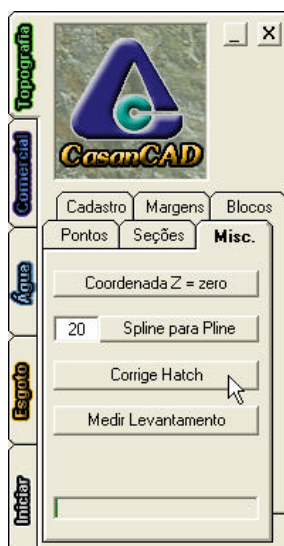 Topografia
Comercial
Água
Esgoto
Iniciar
_ X
CasanCAD
Cadastro Margens Blocos
Pontos Seções Misc.
Coordenada Z = zero
20 Spline para Pline
Corrige Hatch
Medir Levantamento